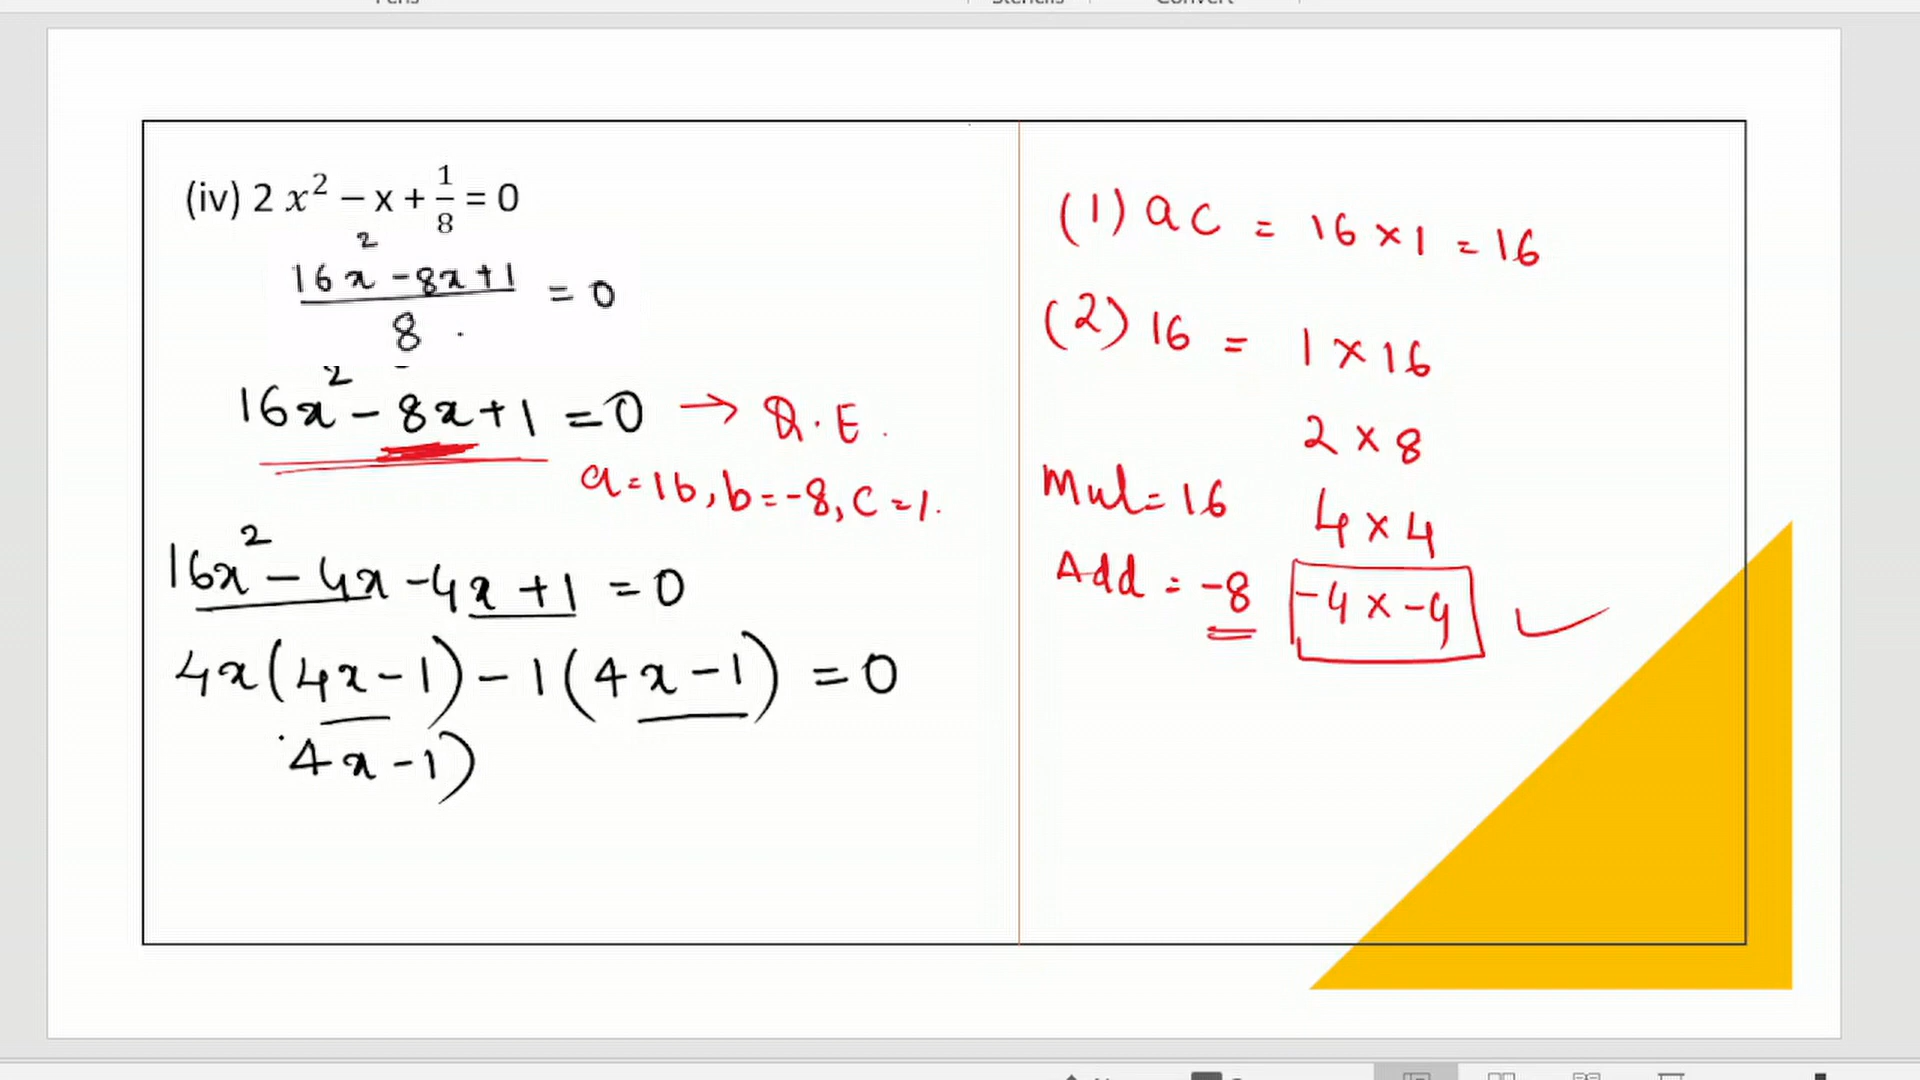 (iv) 2 x² – x + 1/8 = 0
16x² - 8x + 1 / 8 = 0
16x² - 8x + 1 = 0 → Q.E.
a = 16, b = -8, c = 1.
16x² - 4x - 4x + 1 = 0
4x(4x - 1) - 1(4x - 1) = 0
4x - 1)
(1) ac = 16 × 1 = 16
(2) 16 = 1 × 16
2 × 8
Mul = 16
4 × 4
Add = -8
-4 × -4 ✓